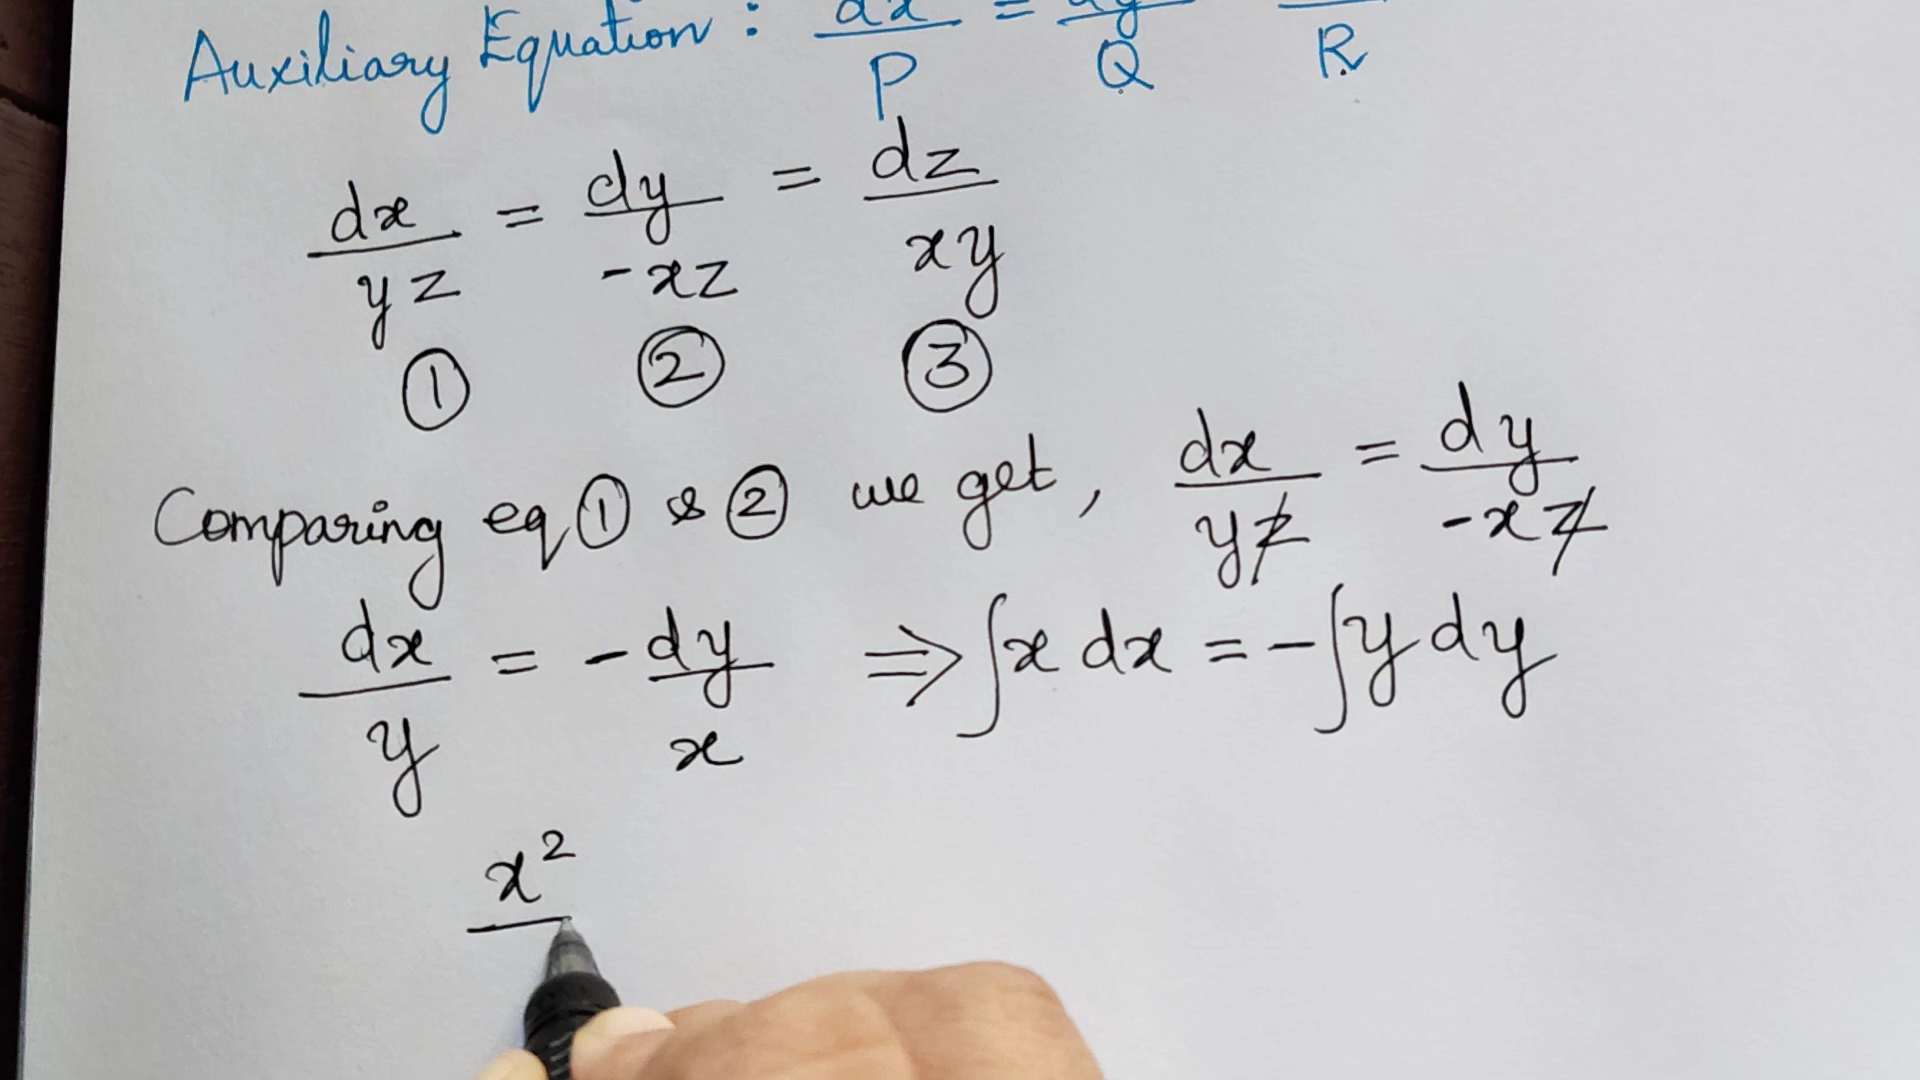 Auxiliary Equation : dx/P = dy/Q R
dx/yz = dy/-xz = dz/xy
① ② ③
Comparing eq ① & ② we get, dx/yz = dy/-xz
dx/y = -dy/x ⇒ ∫x dx = -∫y dy
x²